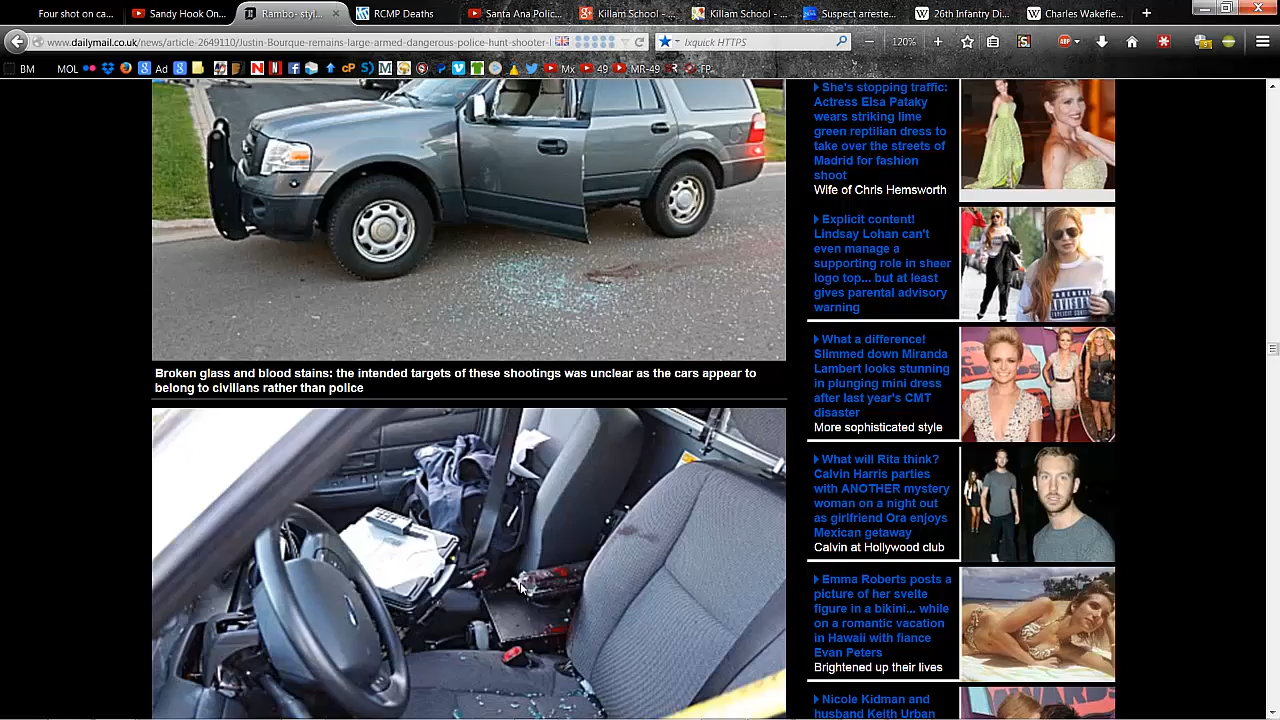 Four shot on ca...
Sandy Hook On...
Rambo- styl...
RCMP Deaths
Santa Ana Polic...
Killam School - ...
Killam School - ...
Suspect arreste...
26th Infantry Di...
Charles Wakefie...
www.dailymail.co.uk/news/article-2649110/Justin-Bourque-remains-large-armed-dangerous-police-hunt-shooter-l
Ixquick HTTPS
120%
ABP
BM
MOL
Ad
cP
Mx
49
MR-49
FP
She's stopping traffic:
Actress Elsa Pataky
wears striking lime
green reptilian dress to
take over the streets of
Madrid for fashion
shoot
Wife of Chris Hemsworth
Explicit content!
Lindsay Lohan can't
even manage a
supporting role in sheer
logo top... but at least
gives parental advisory
warning
Broken glass and blood stains: the intended targets of these shootings was unclear as the cars appear to
belong to civilians rather than police
What a difference!
Slimmed down Miranda
Lambert looks stunning
in plunging mini dress
after last year's CMT
disaster
More sophisticated style
What will Rita think?
Calvin Harris parties
with ANOTHER mystery
woman on a night out
as girlfriend Ora enjoys
Mexican getaway
Calvin at Hollywood club
Emma Roberts posts a
picture of her svelte
figure in a bikini... while
on a romantic vacation
in Hawaii with fiance
Evan Peters
Brightened up their lives
Nicole Kidman and
husband Keith Urban